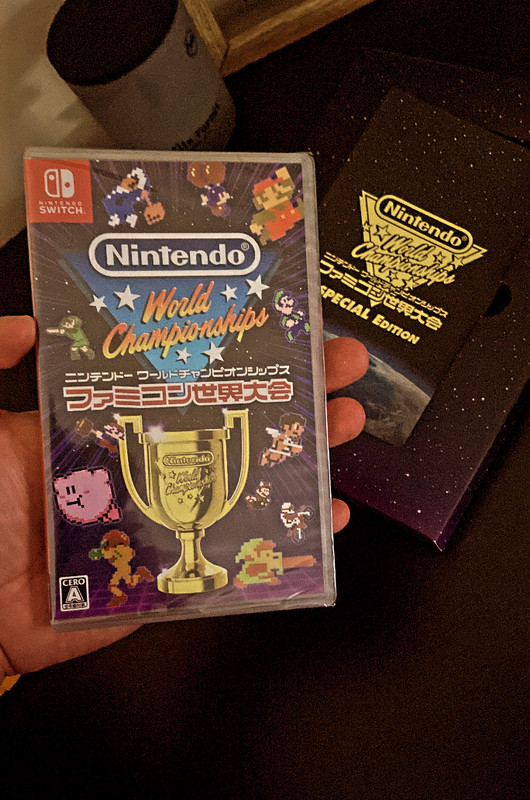 NINTENDO
SWITCH
Nintendo®
World
Championships
ニンテンドー ワールドチャンピオンシップス
ファミコン世界大会
Nintendo
World
Championships
CERO
A
Nintendo®
World
Championships
ニンテンドー ワールドチャンピオンシップス
ファミコン世界大会
SPECIAL EDITION